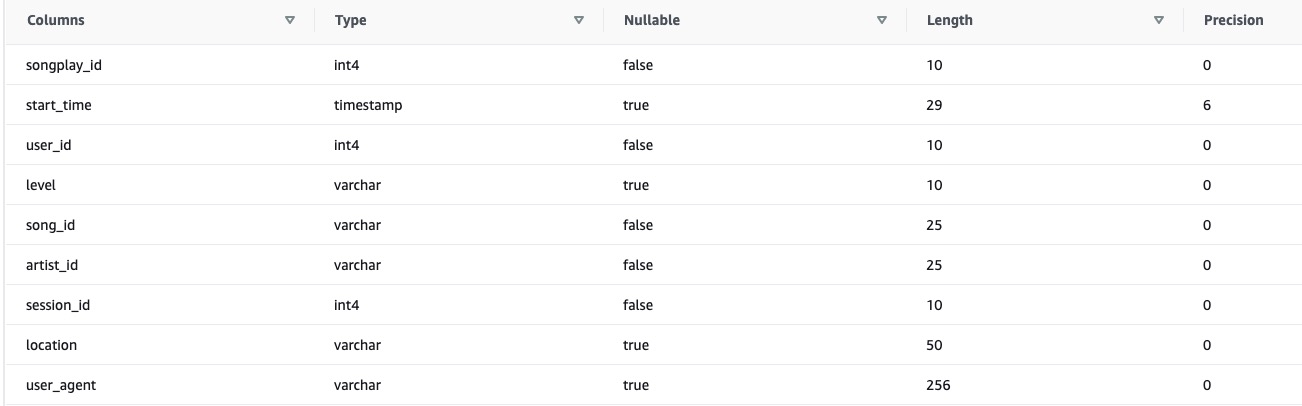 Columns Type Nullable Length Precision
songplay_id int4 false 10 0
start_time timestamp true 29 6
user_id int4 false 10 0
level varchar true 10 0
song_id varchar false 25 0
artist_id varchar false 25 0
session_id int4 false 10 0
location varchar true 50 0
user_agent varchar true 256 0